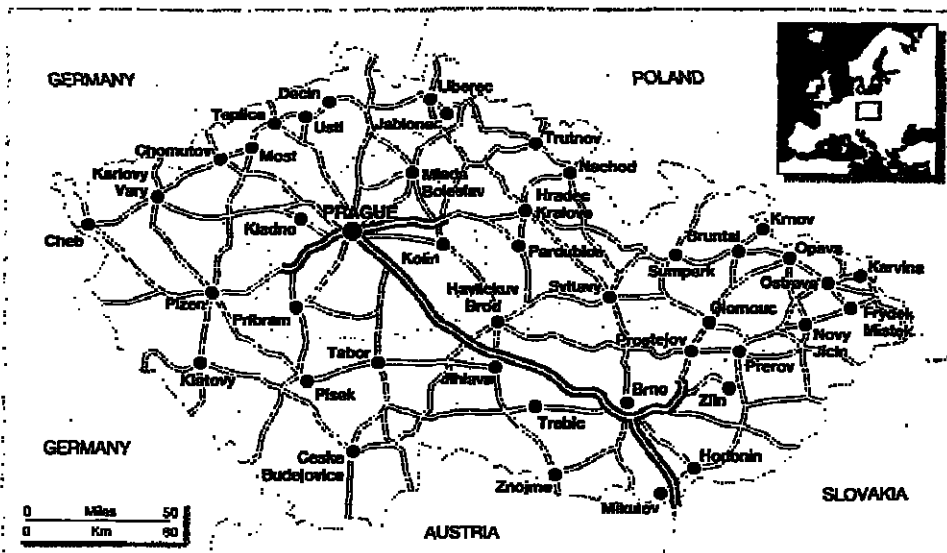 GERMANY
POLAND
Decin
Liberec
Teplice
Usti
Jablonec
Trutnov
Chomutov
Most
Mlada
Boleslav
Nachod
Karlovy
Vary
Hradec
Kralove
PRAGUE
Kladno
Cheb
Kolin
Pardubice
Krnov
Bruntal
Opava
Sumperk
Karvina
Ostrava
Plzen
Havlickuv
Brod
Svitavy
Olomouc
Frydek
Mistek
Pribram
Novy
Jicin
Prostejov
Prerov
Tabor
Klatovy
Pisek
Jihlava
Brno
Zlin
Trebic
GERMANY
Ceske
Budejovice
Hodonin
Znojmo
Mikulov
SLOVAKIA
0 Miles 50
0 Km 80
AUSTRIA